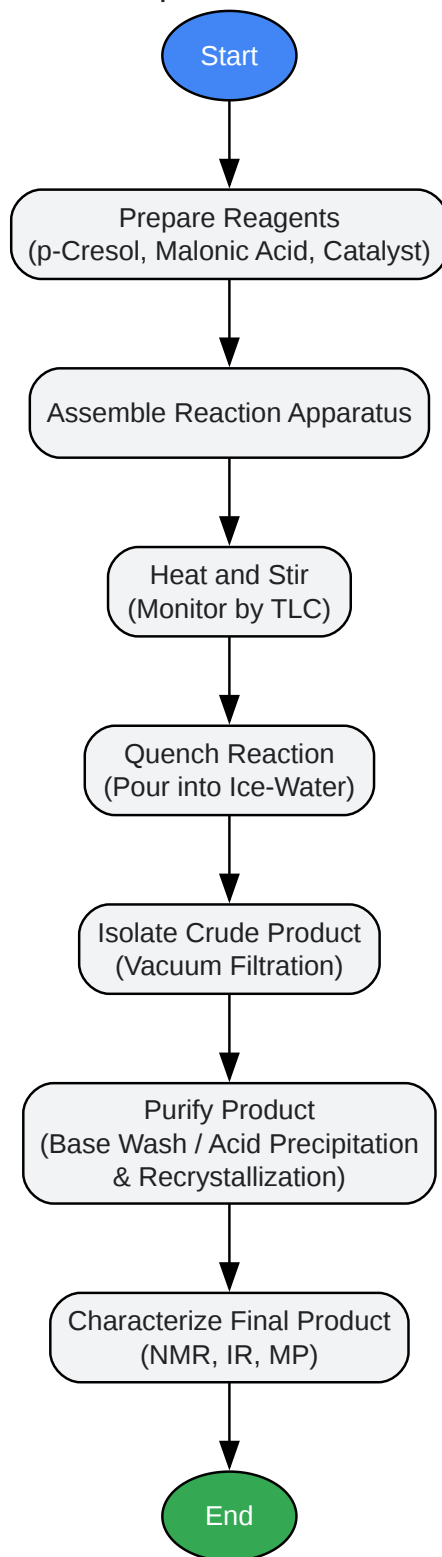 Start
Prepare Reagents
(p-Cresol, Malonic Acid, Catalyst)
Assemble Reaction Apparatus
Heat and Stir
(Monitor by TLC)
Quench Reaction
(Pour into Ice-Water)
Isolate Crude Product
(Vacuum Filtration)
Purify Product
(Base Wash / Acid Precipitation
& Recrystallization)
Characterize Final Product
(NMR, IR, MP)
End